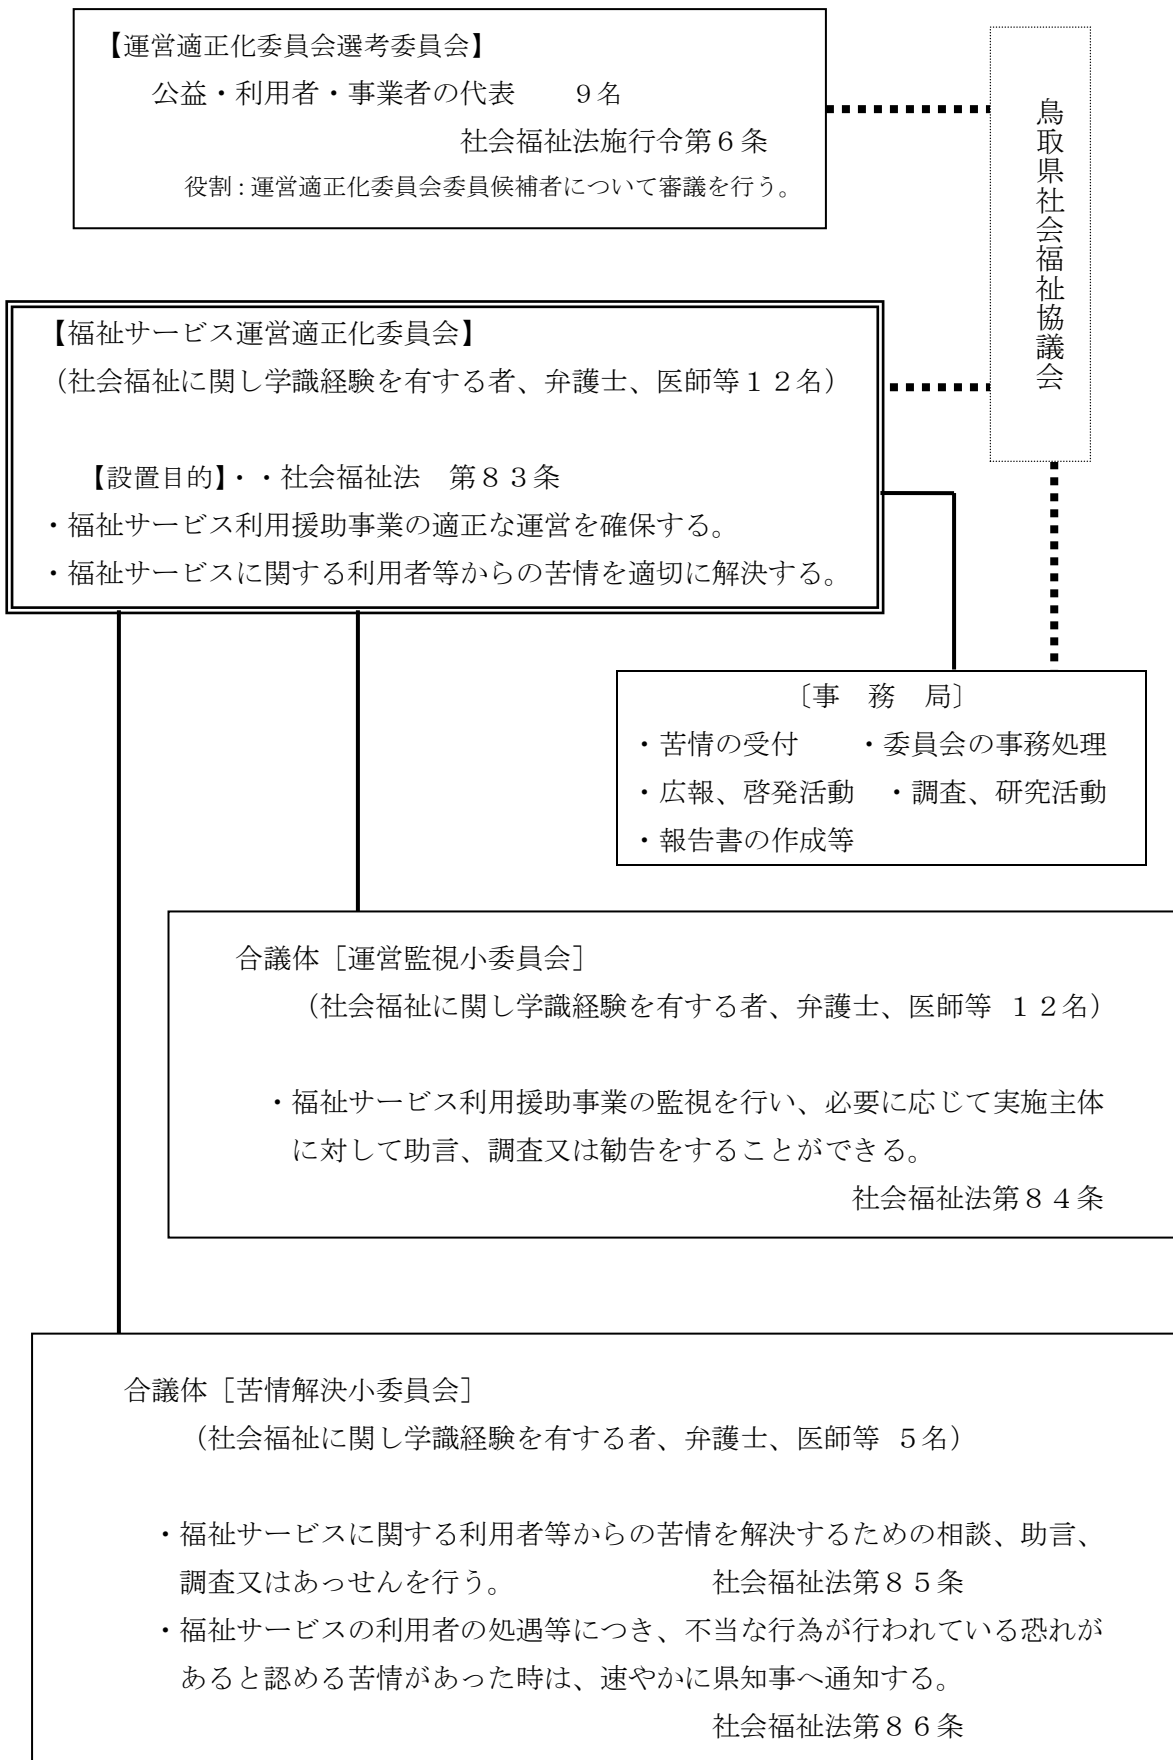 【運営適正化委員会選考委員会】
公益・利用者・事業者の代表　　９名
社会福祉法施行令第６条
役割：運営適正化委員会委員候補者について審議を行う。
鳥取県社会福祉協議会
【福祉サービス運営適正化委員会】
（社会福祉に関し学識経験を有する者、弁護士、医師等１２名）
【設置目的】・・社会福祉法　第８３条
・福祉サービス利用援助事業の適正な運営を確保する。
・福祉サービスに関する利用者等からの苦情を適切に解決する。
〔事　務　局〕
・苦情の受付　　・委員会の事務処理
・広報、啓発活動　・調査、研究活動
・報告書の作成等
合議体［運営監視小委員会］
（社会福祉に関し学識経験を有する者、弁護士、医師等 １２名）
・福祉サービス利用援助事業の監視を行い、必要に応じて実施主体
に対して助言、調査又は勧告をすることができる。
社会福祉法第８４条
合議体［苦情解決小委員会］
（社会福祉に関し学識経験を有する者、弁護士、医師等 ５名）
・福祉サービスに関する利用者等からの苦情を解決するための相談、助言、
調査又はあっせんを行う。　　　　　　　社会福祉法第８５条
・福祉サービスの利用者の処遇等につき、不当な行為が行われている恐れが
あると認める苦情があった時は、速やかに県知事へ通知する。
社会福祉法第８６条